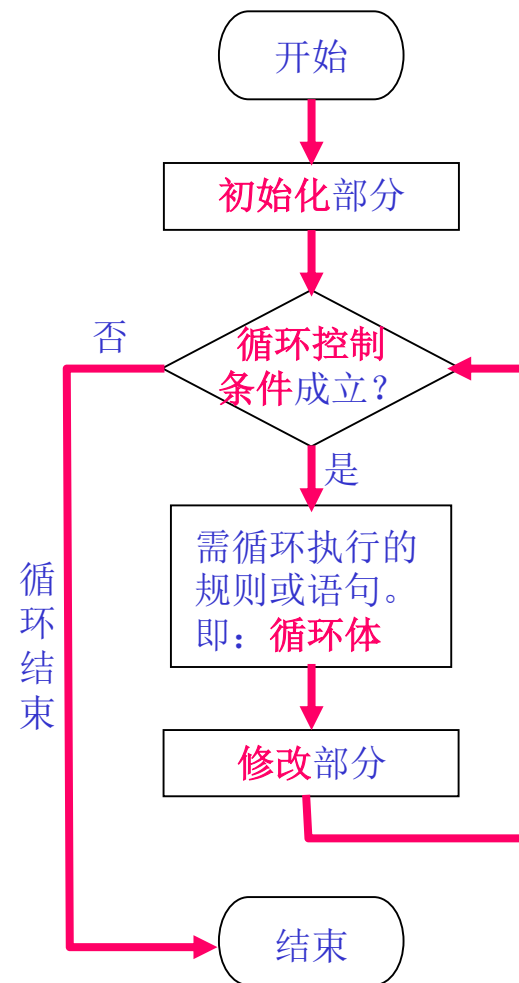 开始
初始化部分
否
循环控制
条件成立？
是
需循环执行的
规则或语句。
即：循环体
循
环
结
束
修改部分
结束